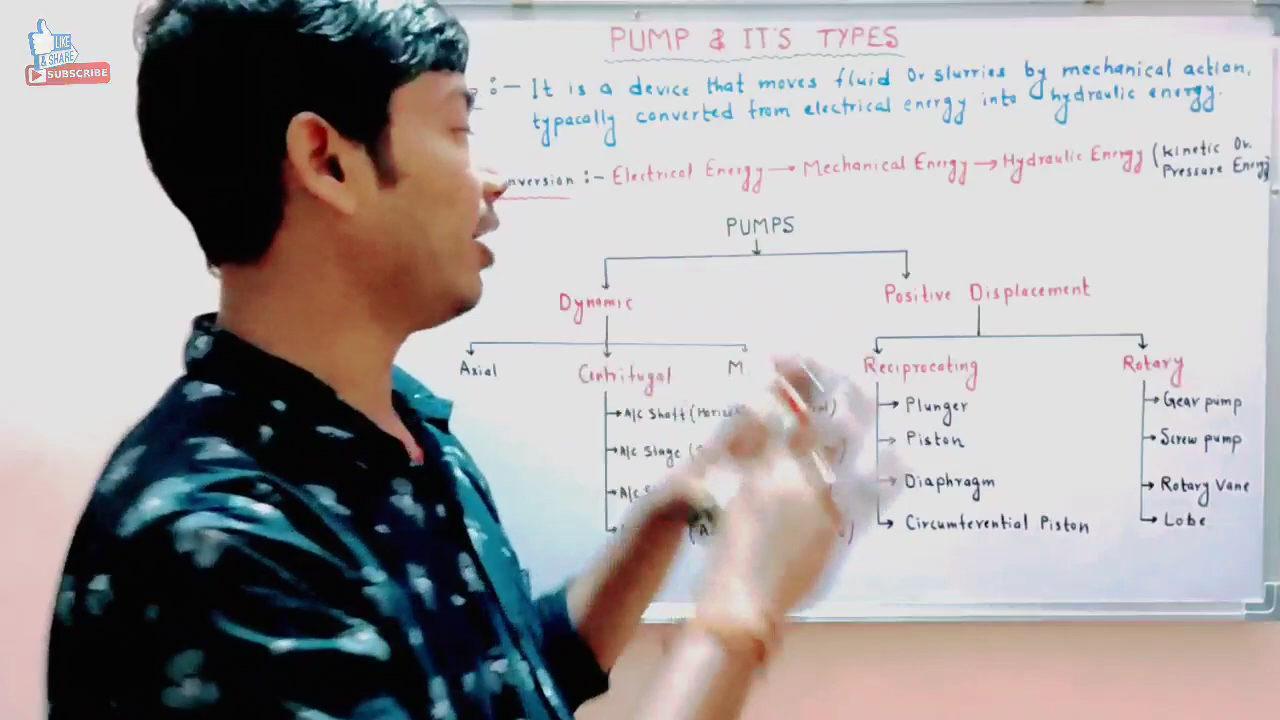 LIKE
& SHARE
SUBSCRIBE
PUMP & IT'S TYPES
:- It is a device that moves fluid Or slurries by mechanical action,
typacally converted from electrical energy into hydraulic energy.
:- Electrical Energy → Mechanical Energy → Hydraulic Energy (Kinetic Or
Pressure Energy
PUMPS
Dynamic
Positive Displacement
Axial
Centrifugal
M
Reciprocating
Rotary
A/c Shaft
A/c Stage
A/c
Plunger
Piston
Diaphragm
Circumferential Piston
Gear pump
Screw pump
Rotary Vane
Lobe